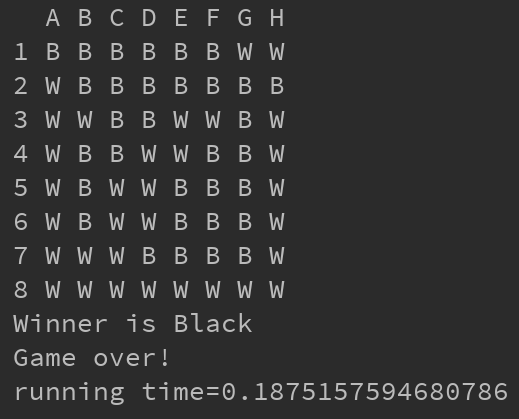 A B C D E F G H
1 B B B B B B W W
2 W B B B B B B B
3 W W B B W W B W
4 W B B W W B B W
5 W B W W B B B W
6 W B W W B B B W
7 W W W B B B B W
8 W W W W W W W W
Winner is Black
Game over!
running time=0.1875157594680786